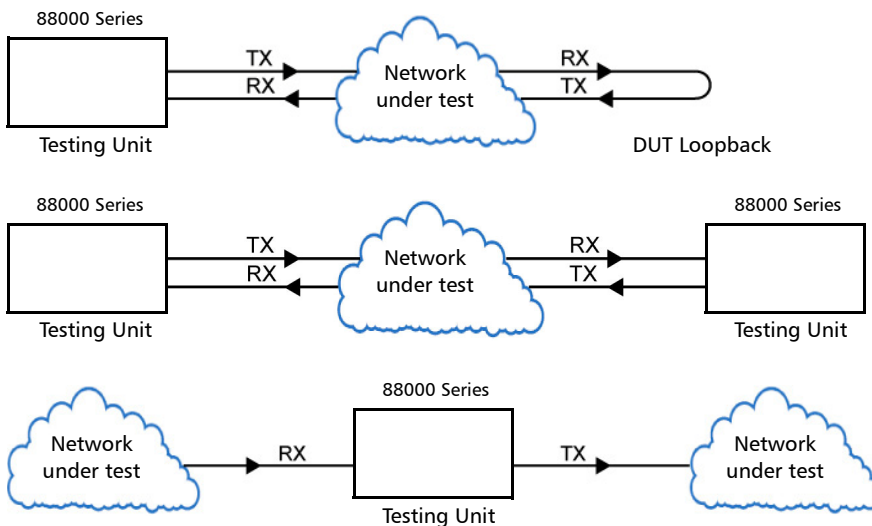 88000 Series
TX
RX
Network
under test
RX
TX
Testing Unit
DUT Loopback
88000 Series
88000 Series
TX
RX
Network
under test
RX
TX
Testing Unit
Testing Unit
88000 Series
Network
under test
RX
TX
Network
under test
Testing Unit